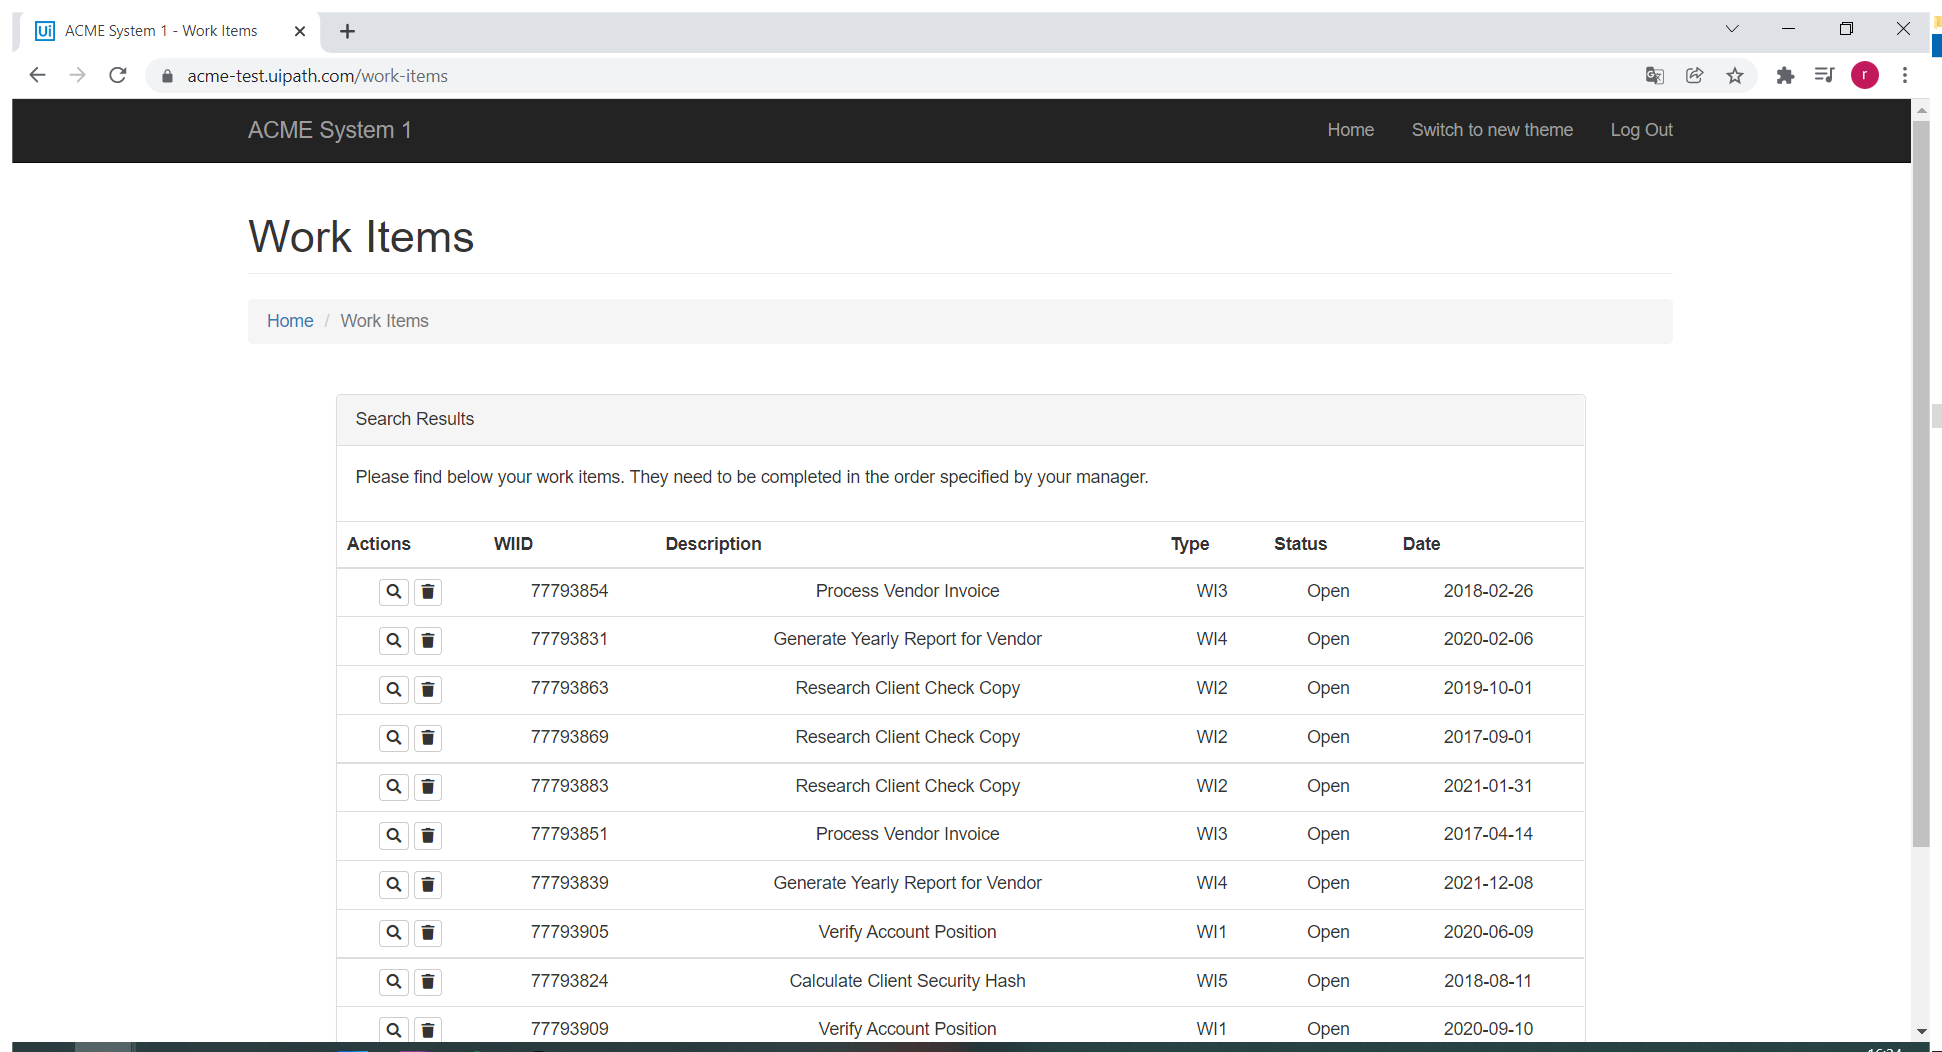 Ui ACME System 1 - Work Items
acme-test.uipath.com/work-items
r
ACME System 1 Home Switch to new theme Log Out
Work Items
Home / Work Items
Search Results
Please find below your work items. They need to be completed in the order specified by your manager.
Actions WIID Description Type Status Date
77793854 Process Vendor Invoice WI3 Open 2018-02-26
77793831 Generate Yearly Report for Vendor WI4 Open 2020-02-06
77793863 Research Client Check Copy WI2 Open 2019-10-01
77793869 Research Client Check Copy WI2 Open 2017-09-01
77793883 Research Client Check Copy WI2 Open 2021-01-31
77793851 Process Vendor Invoice WI3 Open 2017-04-14
77793839 Generate Yearly Report for Vendor WI4 Open 2021-12-08
77793905 Verify Account Position WI1 Open 2020-06-09
77793824 Calculate Client Security Hash WI5 Open 2018-08-11
77793909 Verify Account Position WI1 Open 2020-09-10